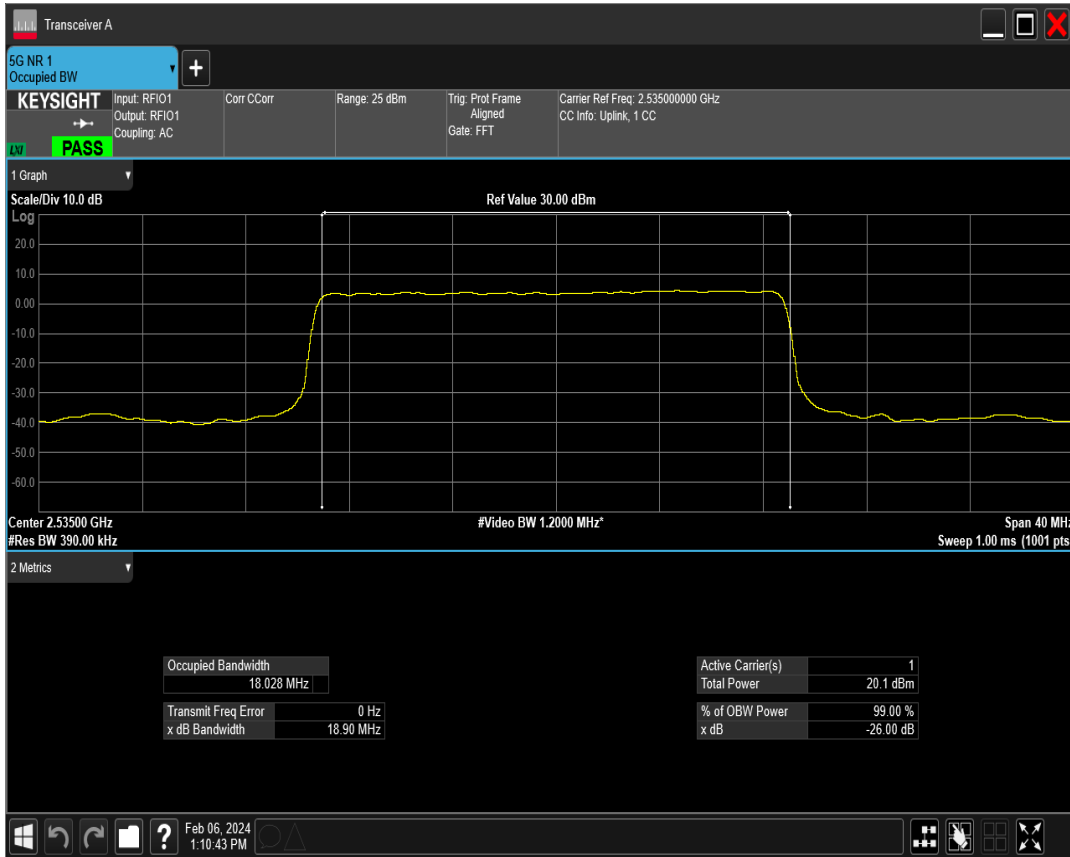 Transceiver A
5G NR 1
Occupied BW
KEYSIGHT
LXI
PASS
Input: RFIO1
Output: RFIO1
Coupling: AC
Corr CCorr
Range: 25 dBm
Trig: Prot Frame
Aligned
Gate: FFT
Carrier Ref Freq: 2.535000000 GHz
CC Info: Uplink, 1 CC
1 Graph
Scale/Div 10.0 dB
Ref Value 30.00 dBm
Log
20.0
10.0
0.00
-10.0
-20.0
-30.0
-40.0
-50.0
-60.0
Center 2.53500 GHz
#Video BW 1.2000 MHz*
Span 40 MHz
#Res BW 390.00 kHz
Sweep 1.00 ms (1001 pts
2 Metrics
Occupied Bandwidth
18.028 MHz
Transmit Freq Error 0 Hz
x dB Bandwidth 18.90 MHz
Active Carrier(s) 1
Total Power 20.1 dBm
% of OBW Power 99.00 %
x dB -26.00 dB
?
Feb 06, 2024
1:10:43 PM